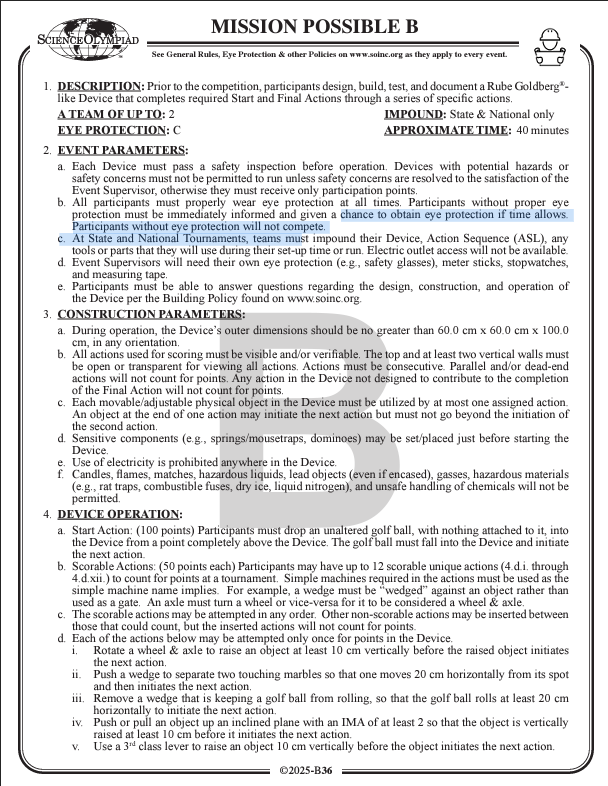 SCIENCE OLYMPIAD
MISSION POSSIBLE B
See General Rules, Eye Protection & other Policies on www.soinc.org as they apply to every event.
1. DESCRIPTION: Prior to the competition, participants design, build, test, and document a Rube Goldberg®-
like Device that completes required Start and Final Actions through a series of specific actions.
A TEAM OF UP TO: 2 IMPOUND: State & National only
EYE PROTECTION: C APPROXIMATE TIME: 40 minutes
2. EVENT PARAMETERS:
a. Each Device must pass a safety inspection before operation. Devices with potential hazards or
safety concerns must not be permitted to run unless safety concerns are resolved to the satisfaction of the
Event Supervisor, otherwise they must receive only participation points.
b. All participants must properly wear eye protection at all times. Participants without proper eye
protection must be immediately informed and given a chance to obtain eye protection if time allows.
Participants without eye protection will not compete.
c. At State and National Tournaments, teams must impound their Device, Action Sequence (ASL), any
tools or parts that they will use during their set-up time or run. Electric outlet access will not be available.
d. Event Supervisors will need their own eye protection (e.g., safety glasses), meter sticks, stopwatches,
and measuring tape.
e. Participants must be able to answer questions regarding the design, construction, and operation of
the Device per the Building Policy found on www.soinc.org.
3. CONSTRUCTION PARAMETERS:
a. During operation, the Device's outer dimensions should be no greater than 60.0 cm x 60.0 cm x 100.0
cm, in any orientation.
b. All actions used for scoring must be visible and/or verifiable. The top and at least two vertical walls must
be open or transparent for viewing all actions. Actions must be consecutive. Parallel and/or dead-end
actions will not count for points. Any action in the Device not designed to contribute to the completion
of the Final Action will not count for points.
c. Each movable/adjustable physical object in the Device must be utilized by at most one assigned action.
An object at the end of one action may initiate the next action but must not go beyond the initiation of
the second action.
d. Sensitive components (e.g., springs/mousetraps, dominoes) may be set/placed just before starting the
Device.
e. Use of electricity is prohibited anywhere in the Device.
f. Candles, flames, matches, hazardous liquids, lead objects (even if encased), gasses, hazardous materials
(e.g., rat traps, combustible fuses, dry ice, liquid nitrogen), and unsafe handling of chemicals will not be
permitted.
4. DEVICE OPERATION:
a. Start Action: (100 points) Participants must drop an unaltered golf ball, with nothing attached to it, into
the Device from a point completely above the Device. The golf ball must fall into the Device and initiate
the next action.
b. Scorable Actions: (50 points each) Participants may have up to 12 scorable unique actions (4.d.i. through
4.d.xii.) to count for points at a tournament. Simple machines required in the actions must be used as the
simple machine name implies. For example, a wedge must be "wedged" against an object rather than
used as a gate. An axle must turn a wheel or vice-versa for it to be considered a wheel & axle.
c. The scorable actions may be attempted in any order. Other non-scorable actions may be inserted between
those that could count, but the inserted actions will not count for points.
d. Each of the actions below may be attempted only once for points in the Device.
i. Rotate a wheel & axle to raise an object at least 10 cm vertically before the raised object initiates
the next action.
ii. Push a wedge to separate two touching marbles so that one moves 20 cm horizontally from its spot
and then initiates the next action.
iii. Remove a wedge that is keeping a golf ball from rolling, so that the golf ball rolls at least 20 cm
horizontally to initiate the next action.
iv. Push or pull an object up an inclined plane with an IMA of at least 2 so that the object is vertically
raised at least 10 cm before it initiates the next action.
v. Use a 3rd class lever to raise an object 10 cm vertically before the object initiates the next action.
B
©2025-B36